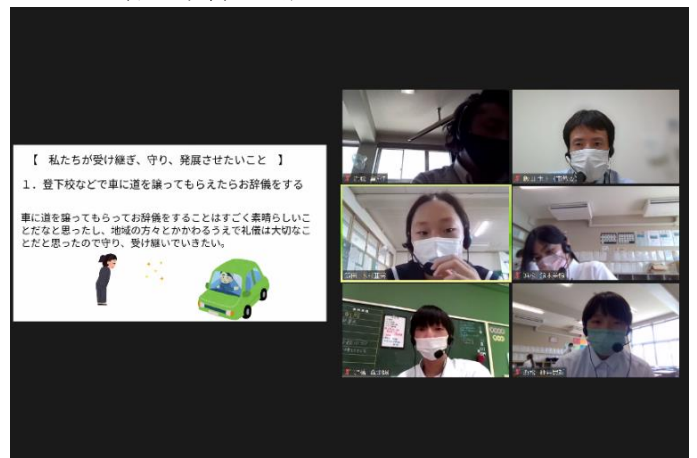 【 私たちが受け継ぎ、守り、発展させたいこと 】
１．登下校などで車に道を譲ってもらえたらお辞儀をする
車に道を譲ってもらってお辞儀をすることはすごく素晴らしいこ
とだなと思ったし、地域の方々とかかわるうえで礼儀は大切なこ
とだと思ったので守り、受け継いでいきたい。